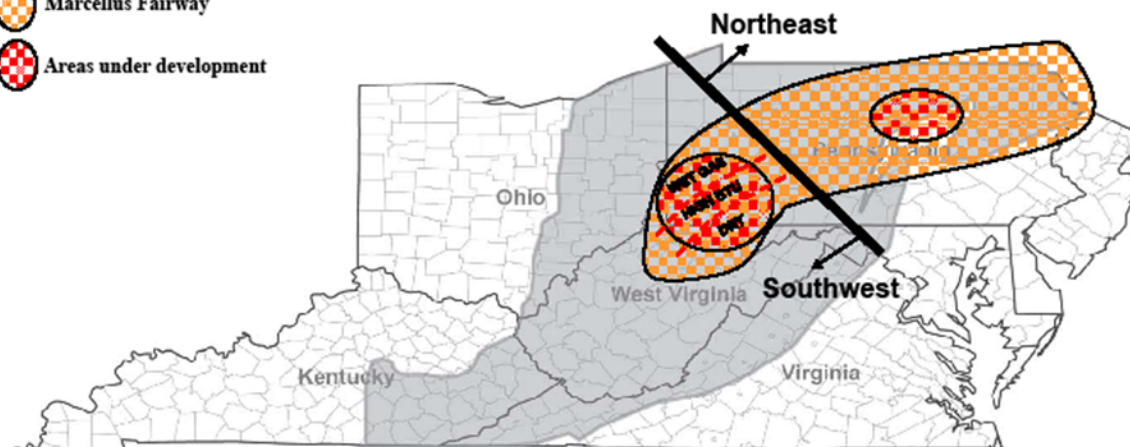 Marcellus Fairway
Areas under development
Northeast
Pennsylvania
Ohio
WET GAS
HIGH BTU
DRY
West Virginia
Southwest
Kentucky
Virginia